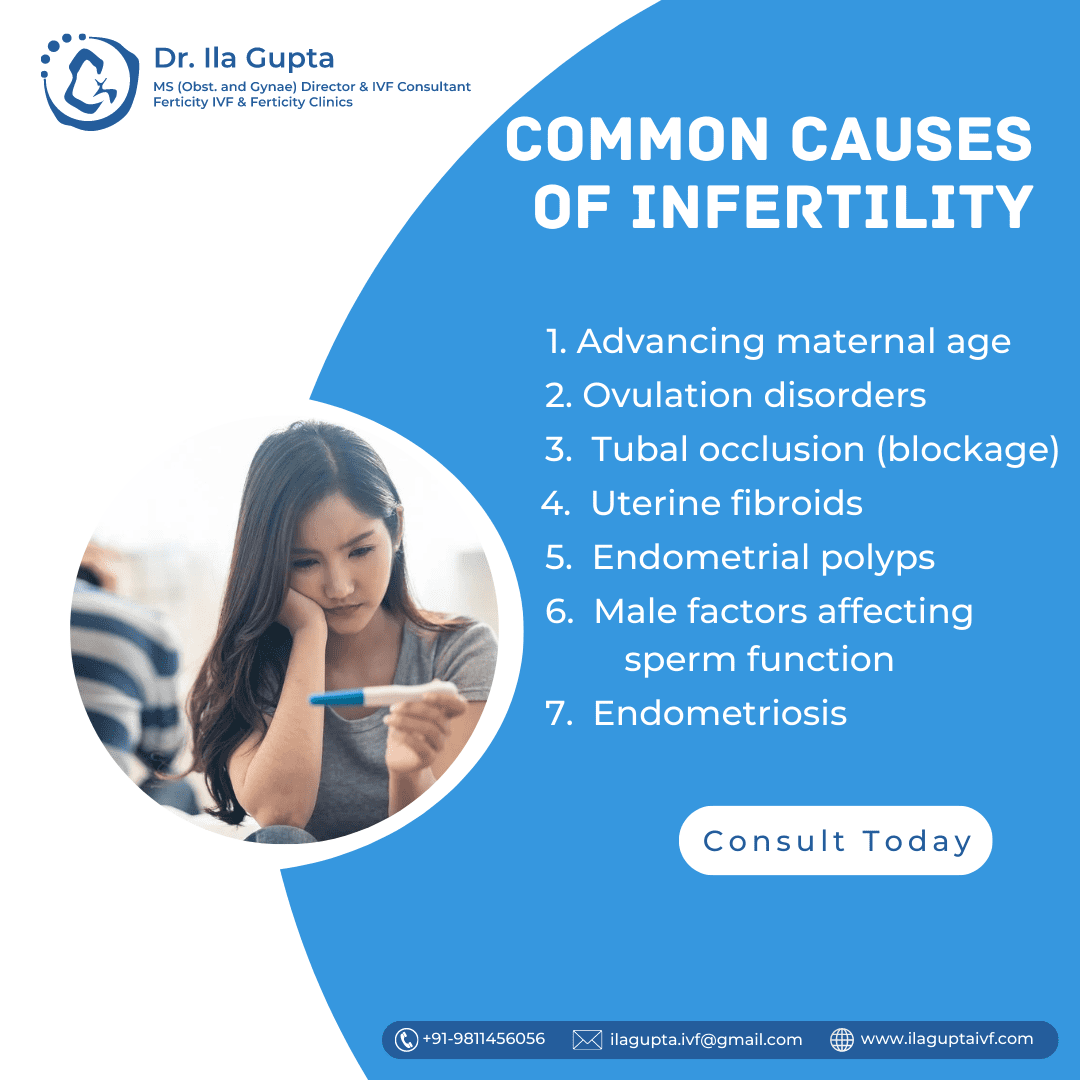 Dr. Ila Gupta
MS (Obst. and Gynae) Director & IVF Consultant
Ferticity IVF & Ferticity Clinics
COMMON CAUSES
OF INFERTILITY
1. Advancing maternal age
2. Ovulation disorders
3. Tubal occlusion (blockage)
4. Uterine fibroids
5. Endometrial polyps
6. Male factors affecting
sperm function
7. Endometriosis
Consult Today
+91-9811456056 ilagupta.ivf@gmail.com www.ilaguptaivf.com